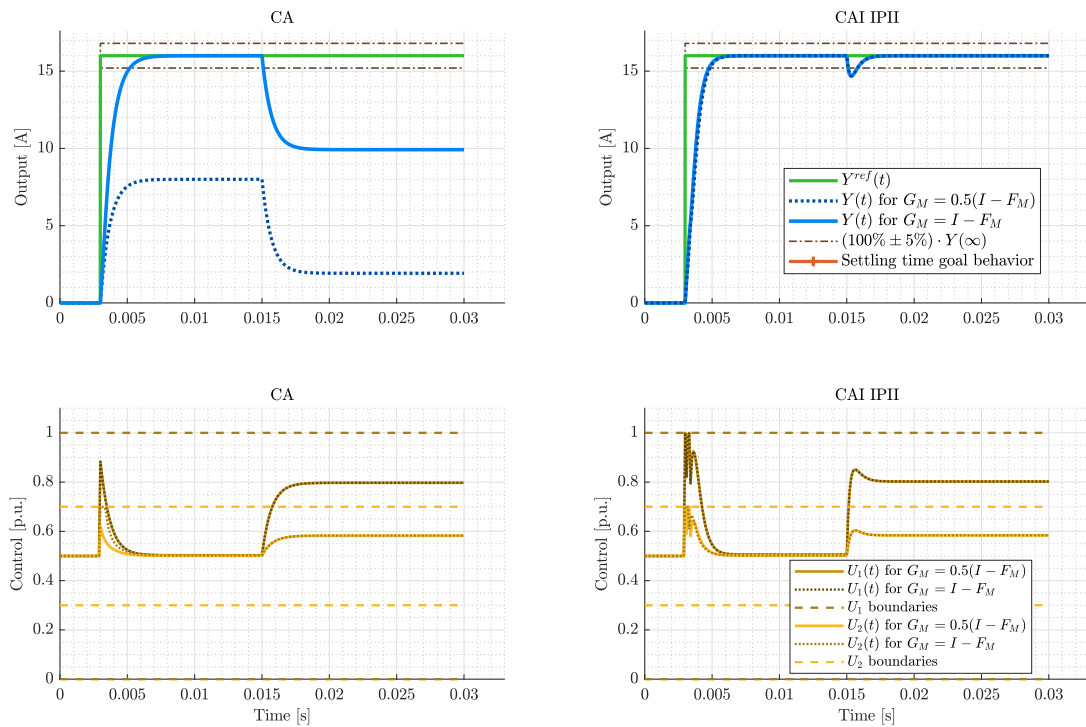 CA
CAI IPII
15
10
5
0
Output [A]
0 0.005 0.01 0.015 0.02 0.025 0.03
15
10
5
0
Output [A]
0 0.005 0.01 0.015 0.02 0.025 0.03
Y^{ref}(t)
Y(t) for G_M = 0.5(I − F_M)
Y(t) for G_M = I − F_M
(100% ± 5%) · Y(∞)
Settling time goal behavior
CA
CAI IPII
1
0.8
0.6
0.4
0.2
0
Control [p.u.]
0 0.005 0.01 0.015 0.02 0.025 0.03
Time [s]
1
0.8
0.6
0.4
0.2
0
Control [p.u.]
0 0.005 0.01 0.015 0.02 0.025 0.03
Time [s]
U_1(t) for G_M = 0.5(I − F_M)
U_1(t) for G_M = I − F_M
U_1 boundaries
U_2(t) for G_M = 0.5(I − F_M)
U_2(t) for G_M = I − F_M
U_2 boundaries